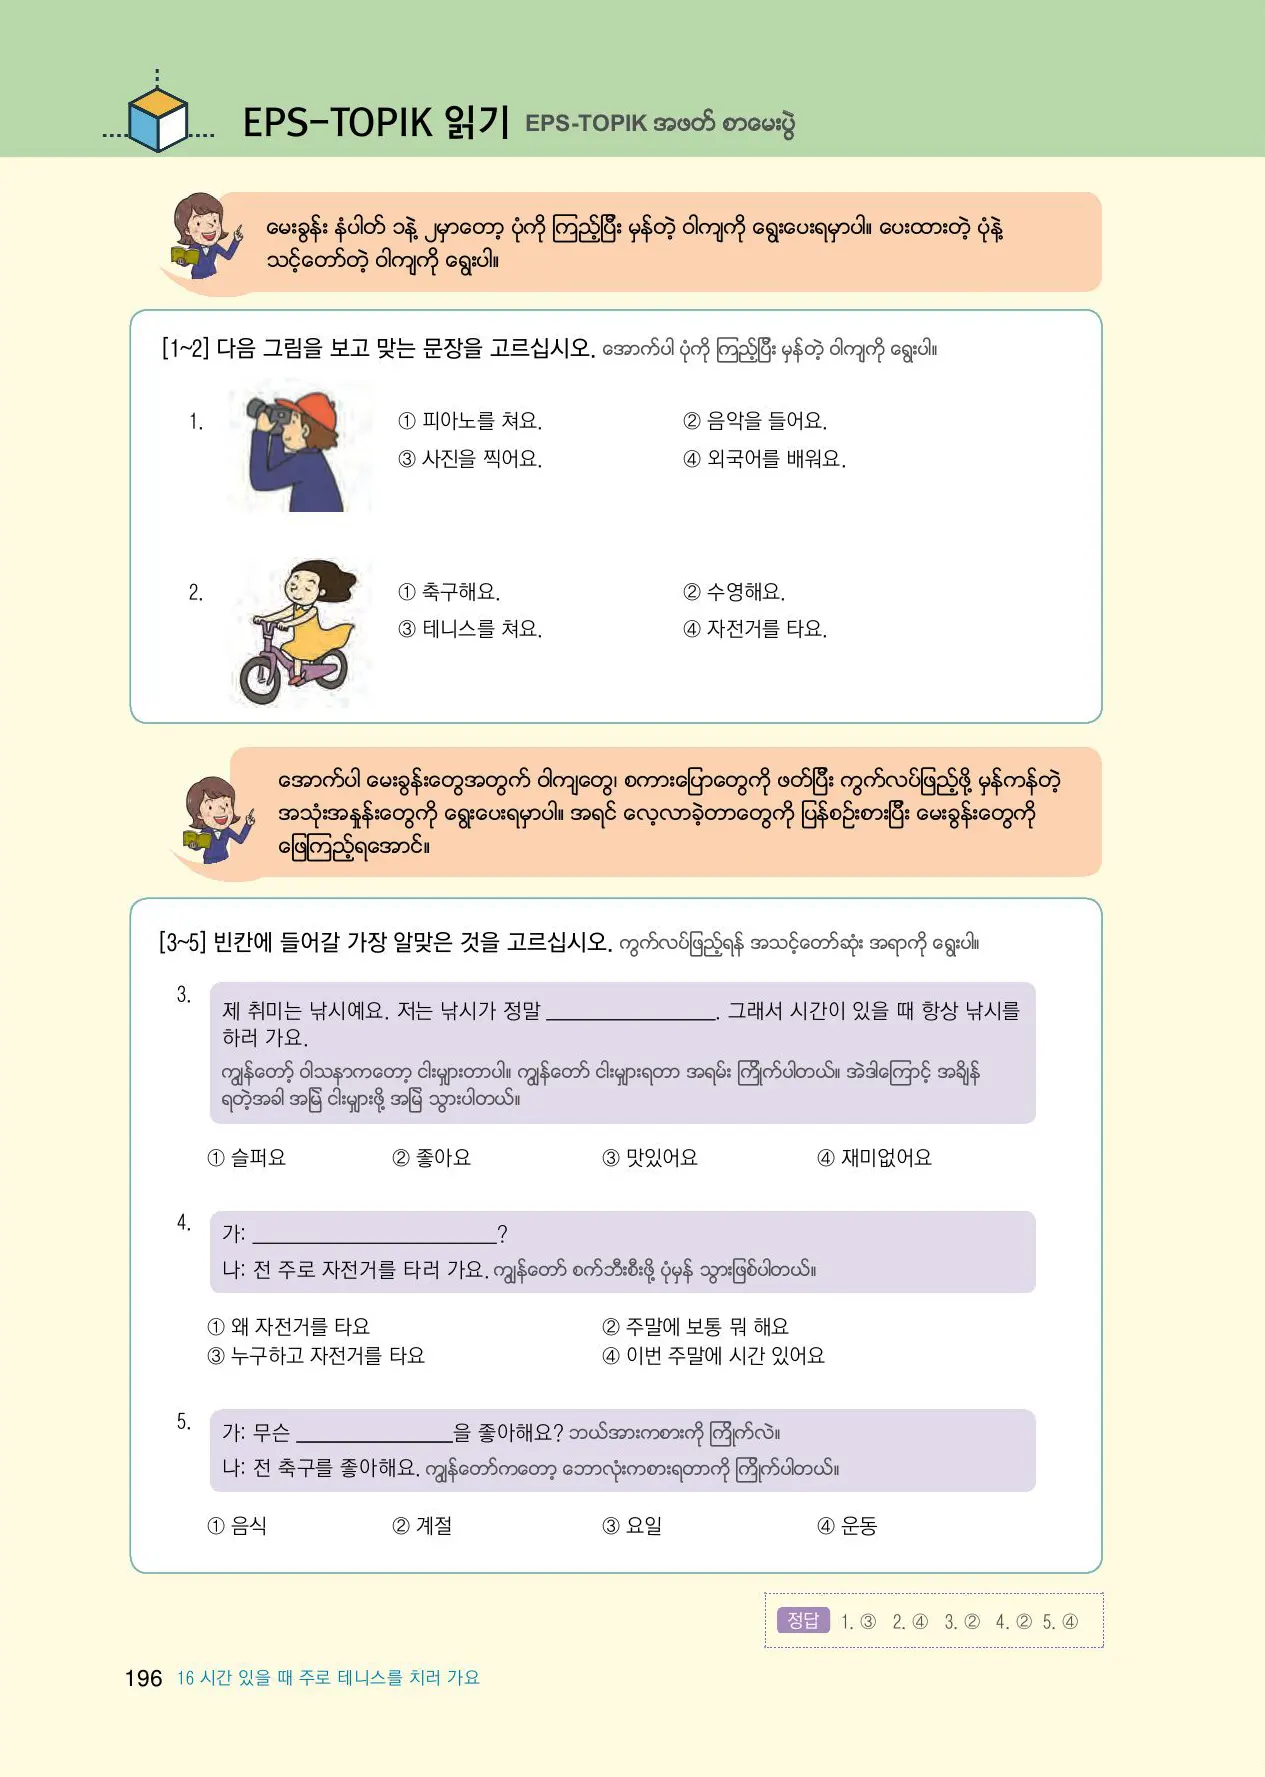 EPS-TOPIK 읽기 EPS-TOPIK အဖတ် စာမေးပွဲ
မေးခွန်း နံပါတ် ၁နဲ့ ၂မှာတော့ ပုံကို ကြည့်ပြီး မှန်တဲ့ ဝါကျကို ရွေးပေးရမှာပါ။ ပေးထားတဲ့ ပုံနဲ့
သင့်တော်တဲ့ ဝါကျကို ရွေးပါ။
[1~2] 다음 그림을 보고 맞는 문장을 고르십시오. အောက်ပါ ပုံကို ကြည့်ပြီး မှန်တဲ့ ဝါကျကို ရွေးပါ။
1. ① 피아노를 쳐요. ② 음악을 들어요.
③ 사진을 찍어요. ④ 외국어를 배워요.
2. ① 축구해요. ② 수영해요.
③ 테니스를 쳐요. ④ 자전거를 타요.
အောက်ပါ မေးခွန်းတွေအတွက် ဝါကျတွေ၊ စကားပြောတွေကို ဖတ်ပြီး ကွက်လပ်ဖြည့်ဖို့ မှန်ကန်တဲ့
အသုံးအနှုန်းတွေကို ရွေးပေးရမှာပါ။ အရင် လေ့လာခဲ့တာတွေကို ပြန်စဉ်းစားပြီး မေးခွန်းတွေကို
ဖြေကြည့်ရအောင်။
[3~5] 빈칸에 들어갈 가장 알맞은 것을 고르십시오. ကွက်လပ်ဖြည့်ရန် အသင့်တော်ဆုံး အရာကို ရွေးပါ။
3. 제 취미는 낚시예요. 저는 낚시가 정말 ________________. 그래서 시간이 있을 때 항상 낚시를
하러 가요.
ကျွန်တော့် ဝါသနာကတော့ ငါးမျှားတာပါ။ ကျွန်တော် ငါးမျှားရတာ အရမ်း ကြိုက်ပါတယ်။ အဲဒါကြောင့် အချိန်
ရတဲ့အခါ အမြဲ ငါးမျှားဖို့ အမြဲ သွားပါတယ်။
① 슬퍼요 ② 좋아요 ③ 맛있어요 ④ 재미없어요
4. 가: _______________________?
나: 전 주로 자전거를 타러 가요. ကျွန်တော် စက်ဘီးစီးဖို့ ပုံမှန် သွားဖြစ်ပါတယ်။
① 왜 자전거를 타요 ② 주말에 보통 뭐 해요
③ 누구하고 자전거를 타요 ④ 이번 주말에 시간 있어요
5. 가: 무슨 _______________을 좋아해요? ဘယ်အားကစားကို ကြိုက်လဲ။
나: 전 축구를 좋아해요. ကျွန်တော်ကတော့ ဘောလုံးကစားရတာကို ကြိုက်ပါတယ်။
① 음식 ② 계절 ③ 요일 ④ 운동
정답 1. ③ 2. ④ 3. ② 4. ② 5. ④
196 16 시간 있을 때 주로 테니스를 치러 가요